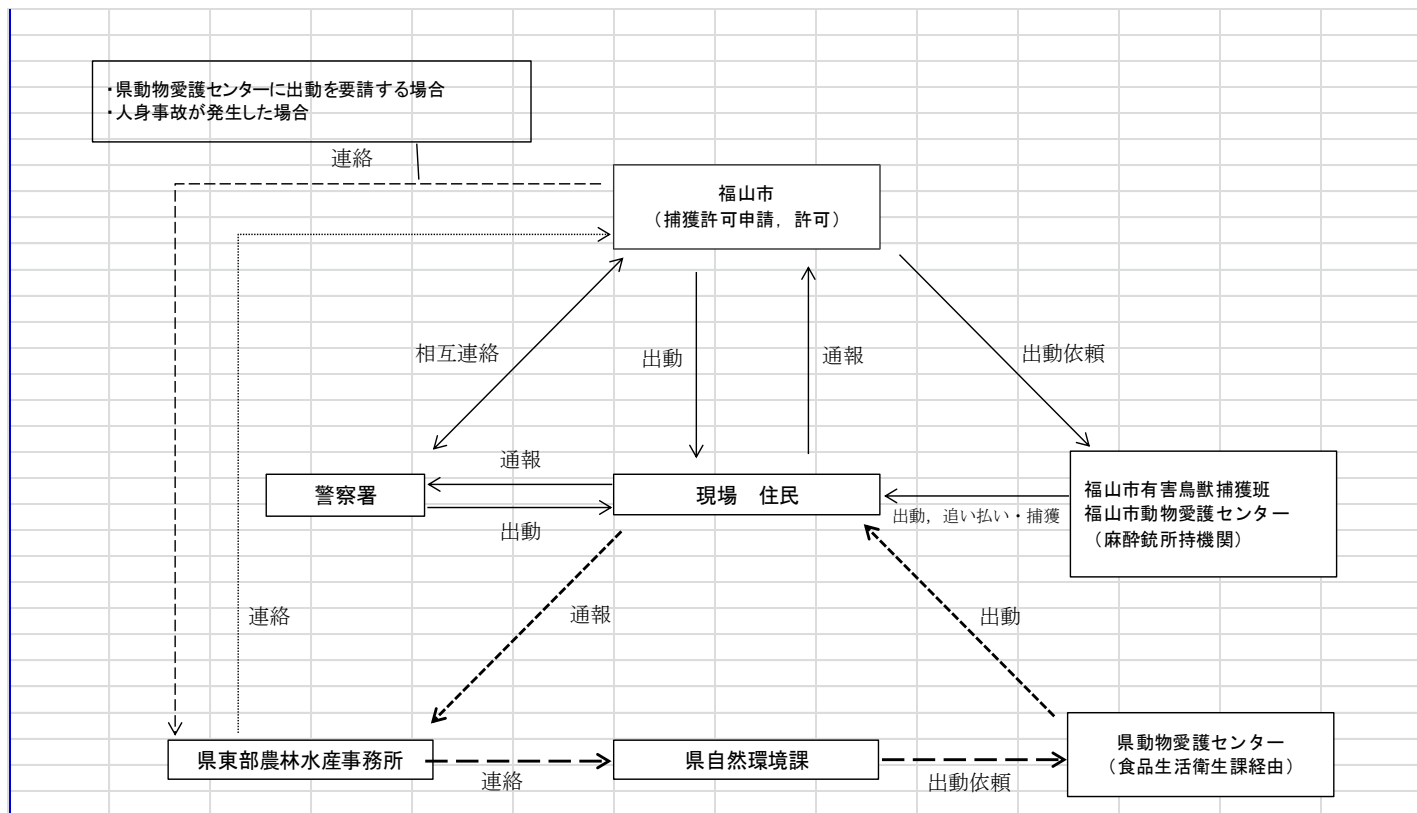 ・県動物愛護センターに出動を要請する場合
・人身事故が発生した場合
連絡
福山市
（捕獲許可申請，許可）
相互連絡
出動
通報
出動依頼
通報
警察署
現場　住民
福山市有害鳥獣捕獲班
福山市動物愛護センター
（麻酔銃所持機関）
出動，追い払い・捕獲
出動
連絡
通報
出動
県東部農林水産事務所
連絡
県自然環境課
出動依頼
県動物愛護センター
（食品生活衛生課経由）